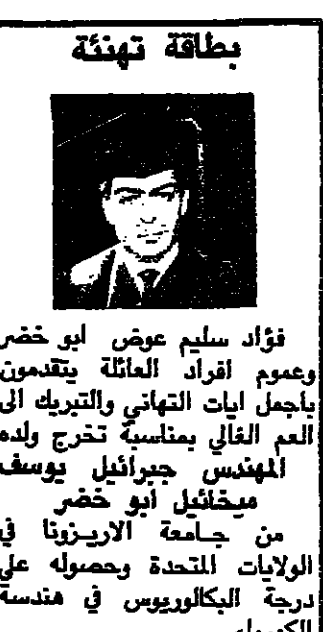 بطاقة تهنئة
فؤاد سليم عوض ابو خضر
وعموم افراد العائلة يتقدمون
باجمل ايات التهاني والتبريك الى
العم الغالي بمناسبة تخرج ولده
المهندس جبرائيل يوسف
ميخائيل ابو خضر
من جامعة الاريزونا في
الولايات المتحدة وحصوله على
درجة البكالوريوس في هندسة